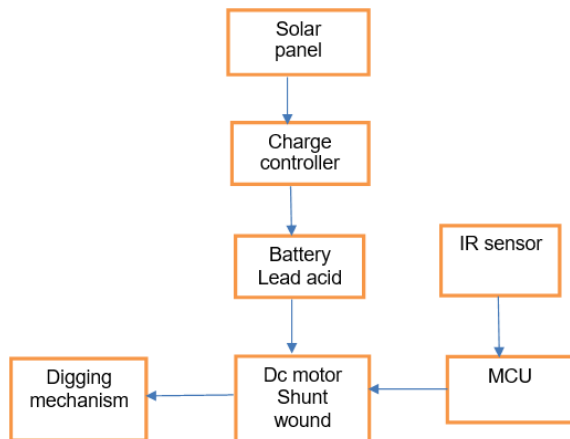 Solar
panel
Charge
controller
Battery
Lead acid
IR sensor
Digging
mechanism
Dc motor
Shunt
wound
MCU